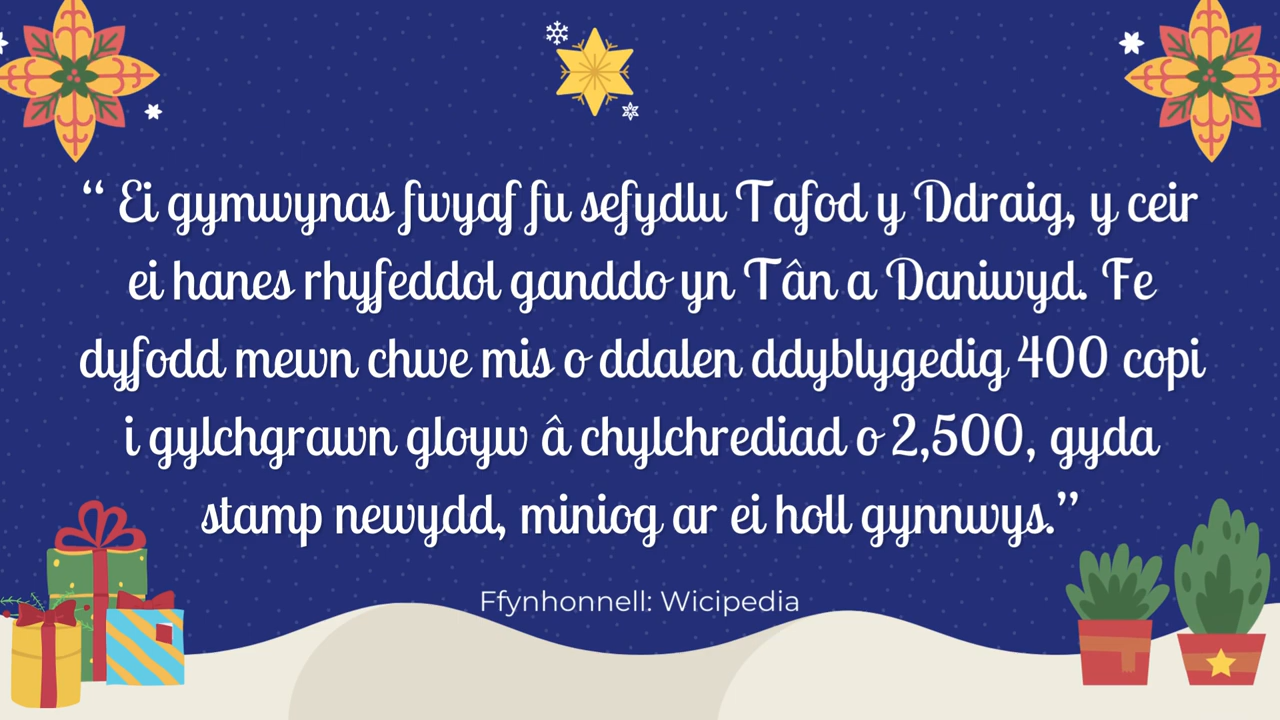 “ Ei gymwynas fwyaf fu sefydlu Tafod y Ddraig, y ceir
ei hanes rhyfeddol ganddo yn Tân a Daniwyd. Fe
dyfodd mewn chwe mis o ddalen ddyblygedig 400 copi
i gylchgrawn gloyw â chylchrediad o 2,500, gyda
stamp newydd, miniog ar ei holl gynnwys.”
Ffynhonnell: Wicipedia